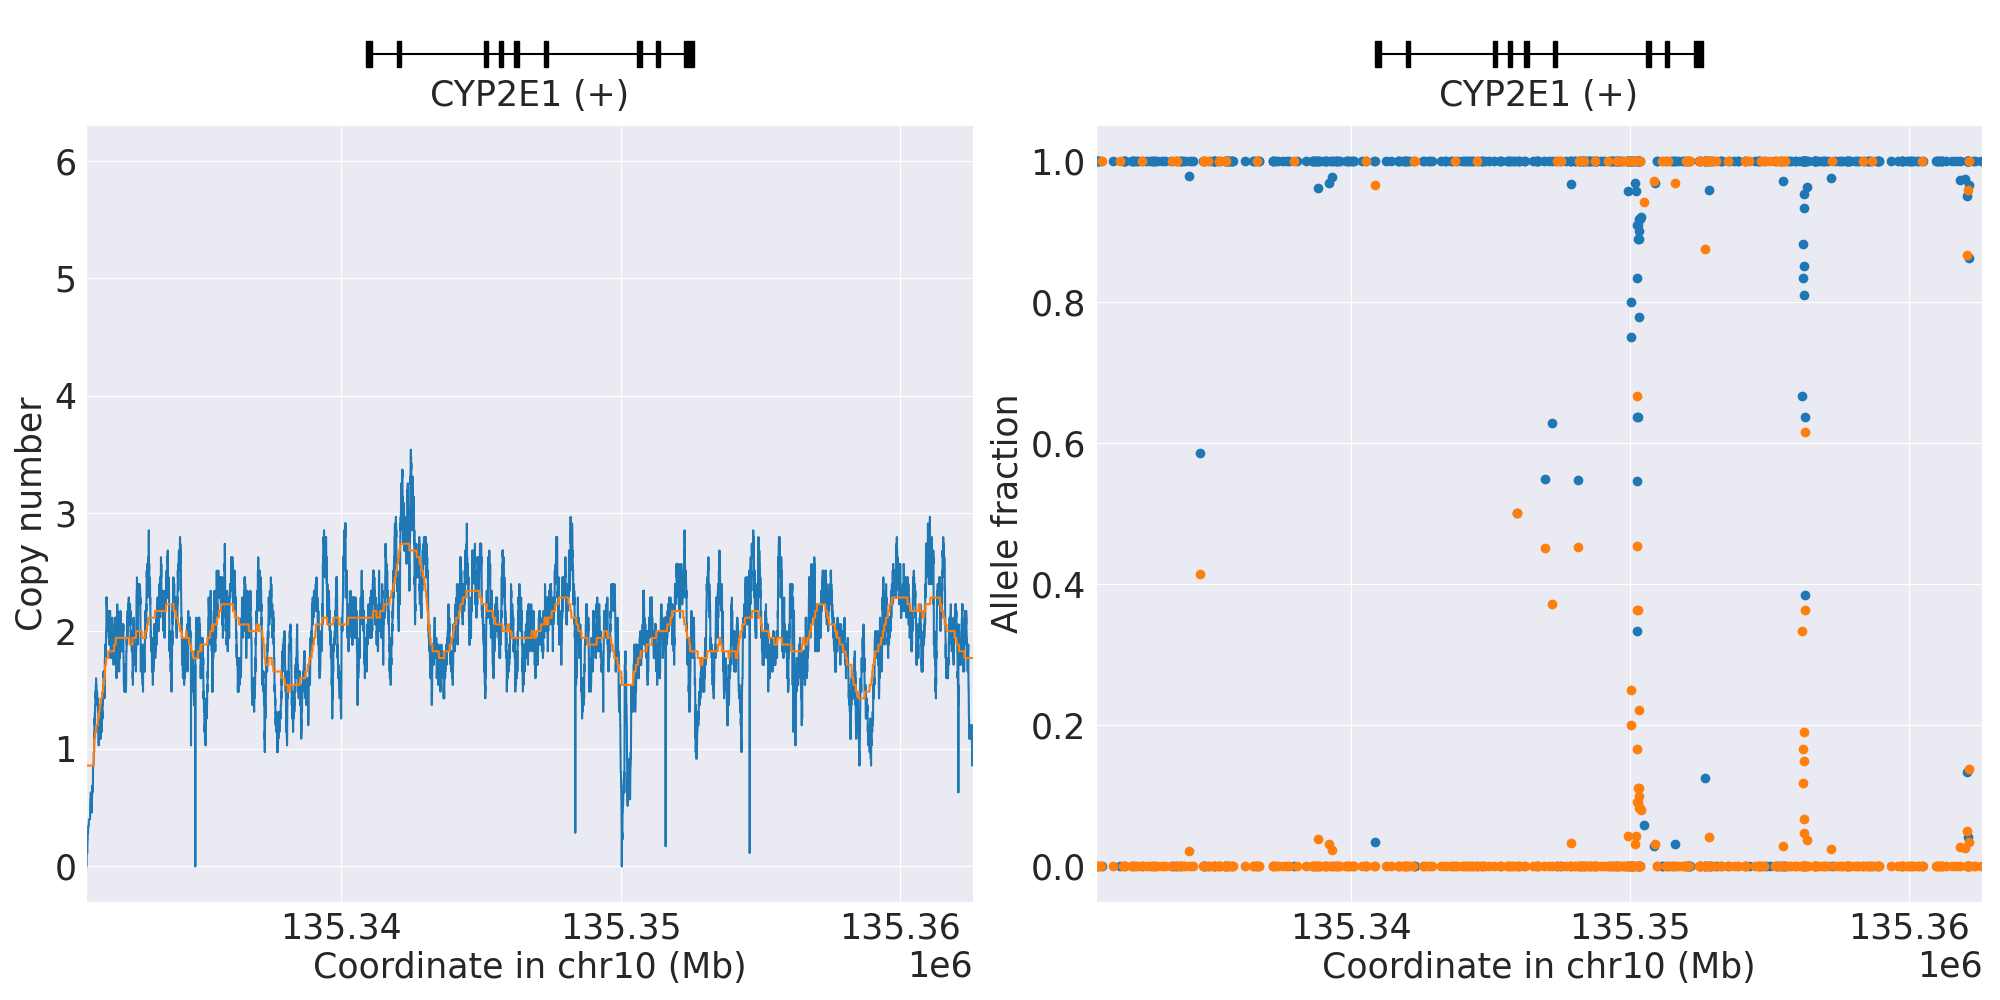 CYP2E1 (+)
6
5
4
3
2
1
0
Copy number
135.34 135.35 135.36
Coordinate in chr10 (Mb)
1e6
CYP2E1 (+)
1.0
0.8
0.6
0.4
0.2
0.0
Allele fraction
135.34 135.35 135.36
Coordinate in chr10 (Mb)
1e6